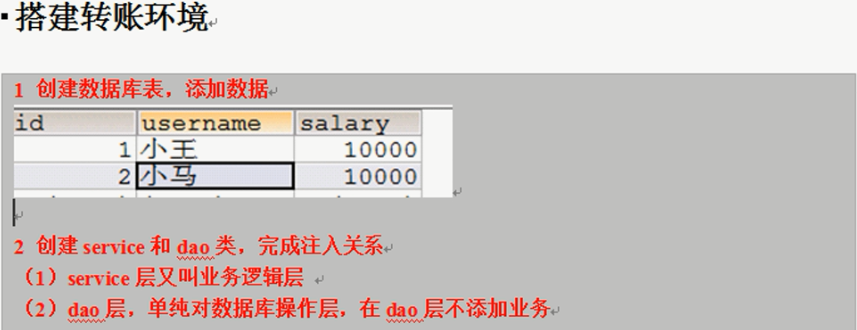 搭建转账环境
1 创建数据库表，添加数据
id username salary
1 小王 10000
2 小马 10000
2 创建 service 和 dao 类，完成注入关系
（1）service 层又叫业务逻辑层
（2）dao 层，单纯对数据库操作层，在 dao 层不添加业务